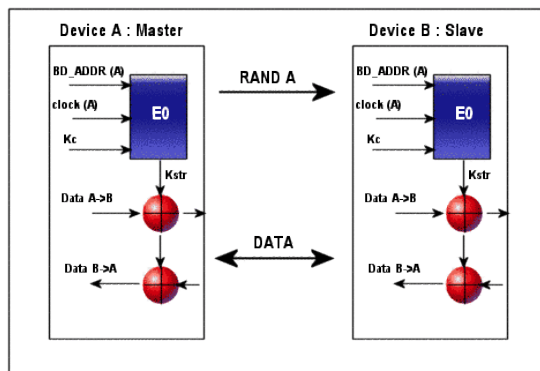 Device A : Master
BD_ADDR (A)
clock (A)
Kc
E0
Kstr
Data A->B
Data B->A
RAND A
DATA
Device B : Slave
BD_ADDR (A)
clock (A)
Kc
E0
Kstr
Data A->B
Data B->A